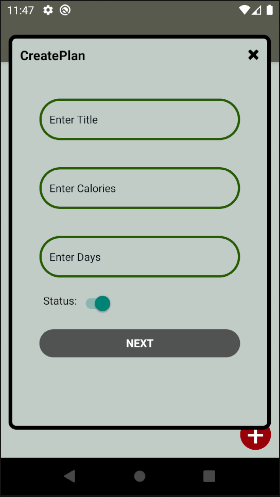 11:47
CreatePlan
Enter Title
Enter Calories
Enter Days
Status:
NEXT